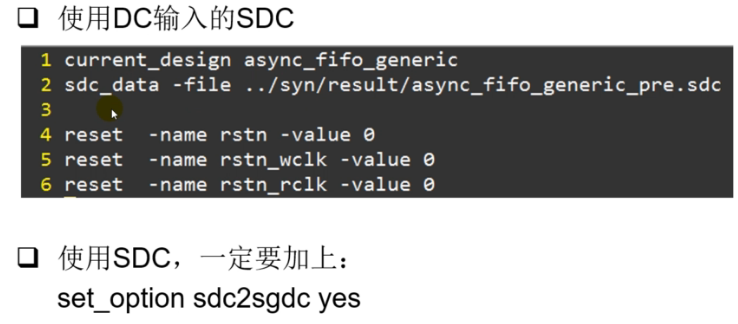 ❑ 使用DC输入的SDC
1 current_design async_fifo_generic
2 sdc_data -file ../syn/result/async_fifo_generic_pre.sdc
3
4 reset  -name rstn -value 0
5 reset  -name rstn_wclk -value 0
6 reset  -name rstn_rclk -value 0
❑ 使用SDC，一定要加上：
set_option sdc2sgdc yes